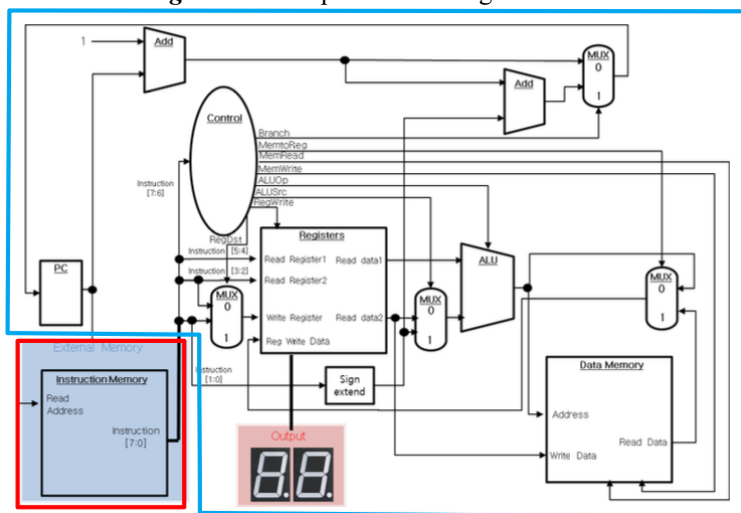 1
Add
MUX
0
1
Add
Control
Branch
MemtoReg
MemRead
MemWrite
ALUOp
ALUSrc
RegWrite
RegDst
Instruction
[7:6]
Registers
Instruction [5:4]
Read Register1
Read data1
Instruction [3:2]
Read Register2
ALU
PC
MUX
0
1
Write Register
Read data2
MUX
0
1
MUX
0
1
Reg Write Data
External Memory
Instruction
[1:0]
Sign
extend
Instruction Memory
Read
Address
Instruction
[7:0]
Data Memory
Address
Read Data
Write Data
Output
8.8.